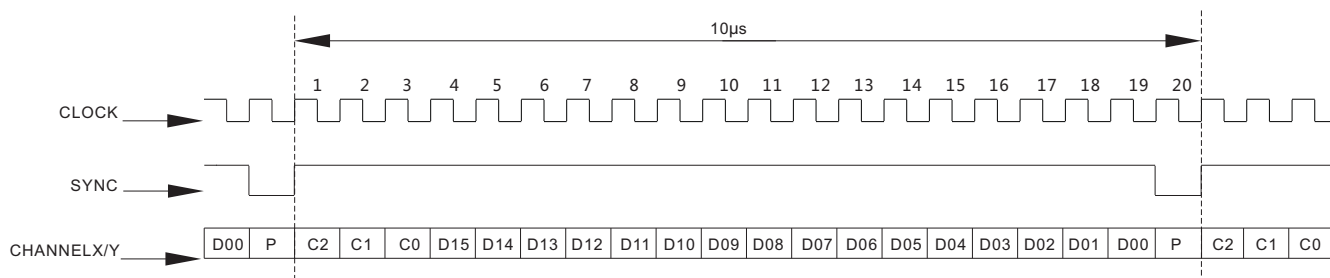 10µs
1 2 3 4 5 6 7 8 9 10 11 12 13 14 15 16 17 18 19 20
CLOCK
SYNC
CHANNELX/Y D00 P C2 C1 C0 D15 D14 D13 D12 D11 D10 D09 D08 D07 D06 D05 D04 D03 D02 D01 D00 P C2 C1 C0